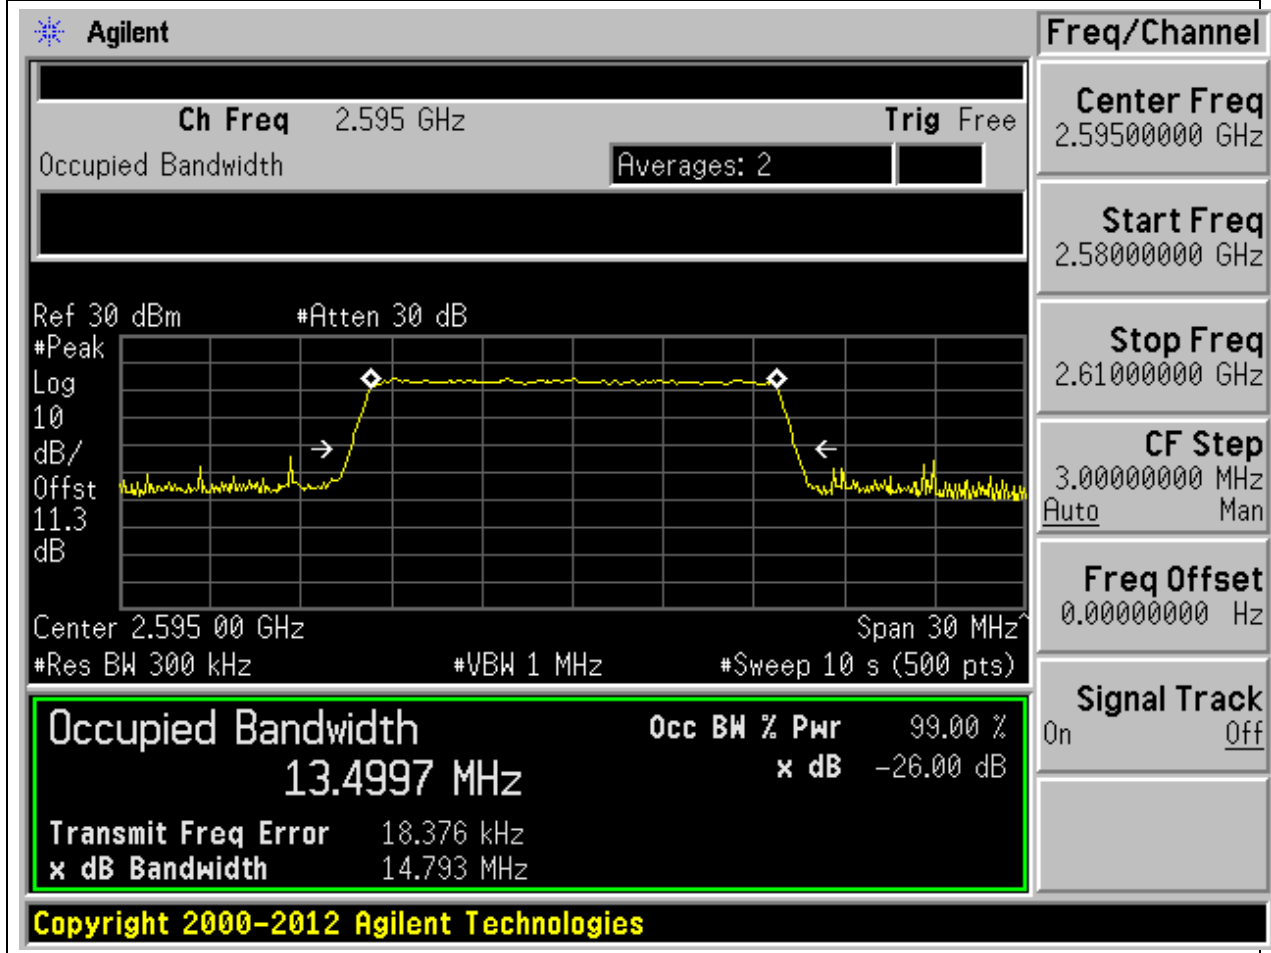 Agilent
Freq/Channel
Ch Freq 2.595 GHz Trig Free
Occupied Bandwidth Averages: 2
Center Freq
2.59500000 GHz
Start Freq
2.58000000 GHz
Stop Freq
2.61000000 GHz
CF Step
3.00000000 MHz
Auto Man
Freq Offset
0.00000000 Hz
Signal Track
On Off
Ref 30 dBm #Atten 30 dB
#Peak
Log
10
dB/
Offst
11.3
dB
Center 2.595 00 GHz Span 30 MHz^
#Res BW 300 kHz #VBW 1 MHz #Sweep 10 s (500 pts)
Occupied Bandwidth Occ BW % Pwr 99.00 %
13.4997 MHz x dB -26.00 dB
Transmit Freq Error 18.376 kHz
x dB Bandwidth 14.793 MHz
Copyright 2000-2012 Agilent Technologies